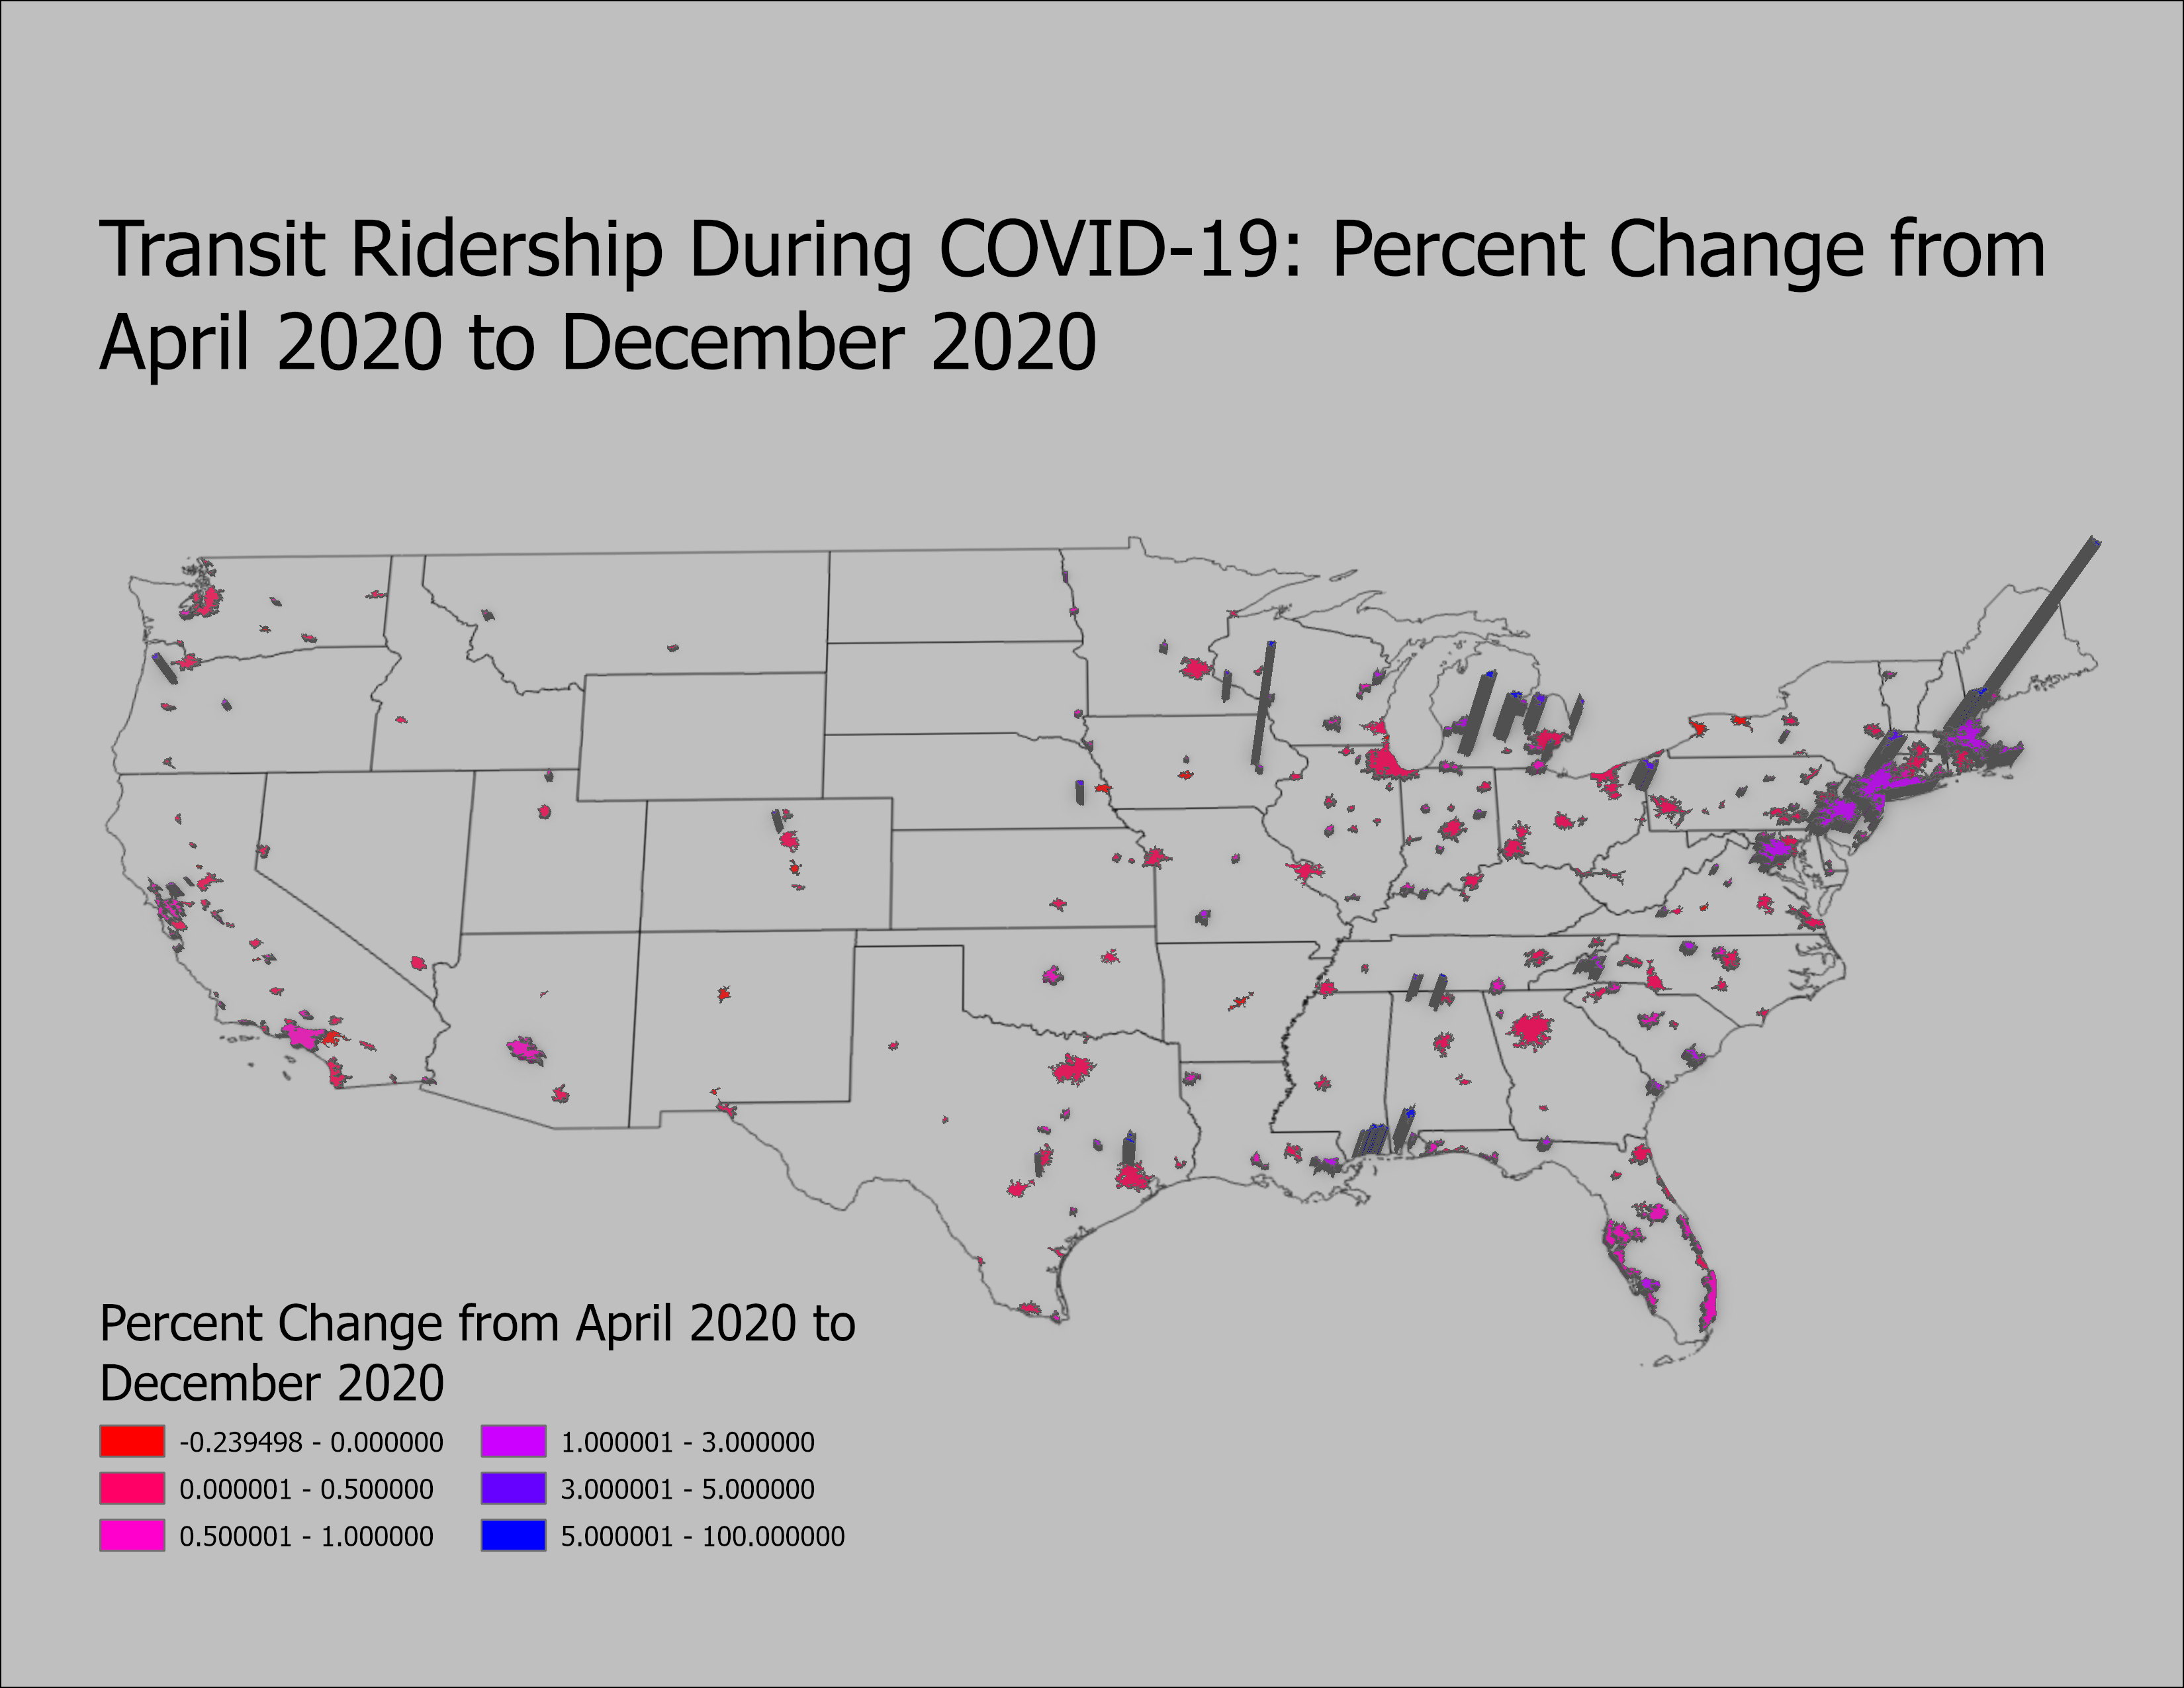 Transit Ridership During COVID-19: Percent Change from
April 2020 to December 2020
Percent Change from April 2020 to
December 2020
-0.239498 - 0.000000
0.000001 - 0.500000
0.500001 - 1.000000
1.000001 - 3.000000
3.000001 - 5.000000
5.000001 - 100.000000